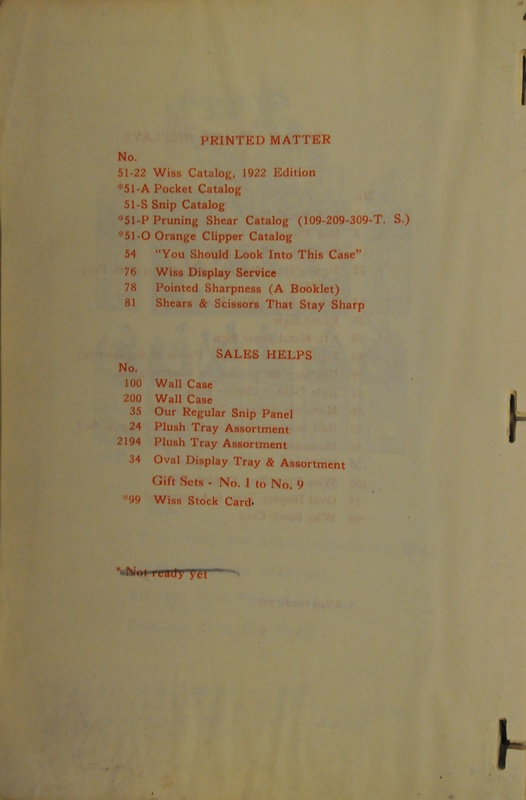 PRINTED MATTER
No.
51-22 Wiss Catalog, 1922 Edition
*51-A Pocket Catalog
51-S Snip Catalog
*51-P Pruning Shear Catalog (109-209-309-T. S.)
*51-O Orange Clipper Catalog
54 "You Should Look Into This Case"
76 Wiss Display Service
78 Pointed Sharpness (A Booklet)
81 Shears & Scissors That Stay Sharp
SALES HELPS
No.
100 Wall Case
200 Wall Case
35 Our Regular Snip Panel
24 Plush Tray Assortment
2194 Plush Tray Assortment
34 Oval Display Tray & Assortment
Gift Sets - No. 1 to No. 9
*99 Wiss Stock Card.
* Not ready yet